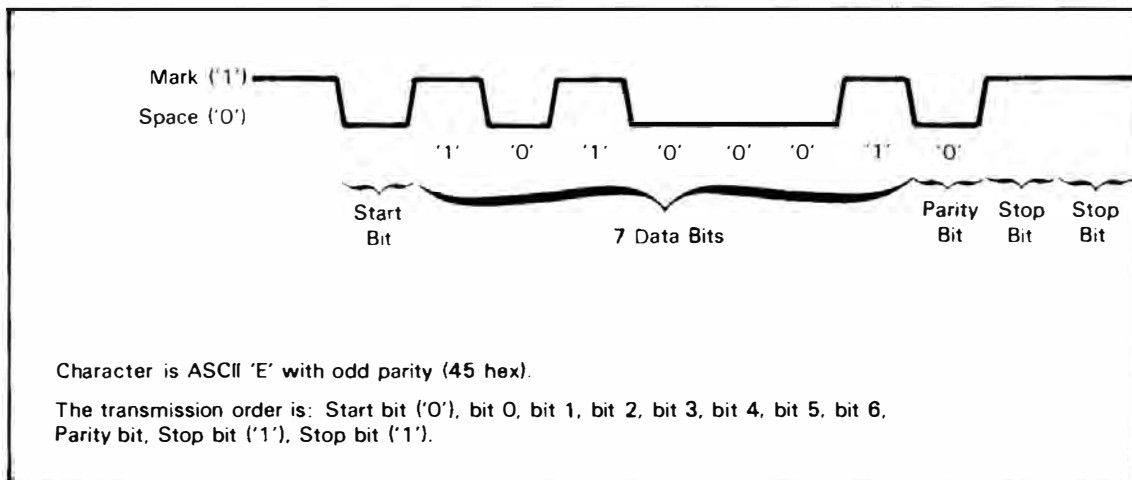 Mark ('1')
Space ('0')
'1' '0' '1' '0' '0' '0' '1' '0'
Start Bit
7 Data Bits
Parity Bit
Stop Bit
Stop Bit
Character is ASCII 'E' with odd parity (45 hex).
The transmission order is: Start bit ('0'), bit 0, bit 1, bit 2, bit 3, bit 4, bit 5, bit 6,
Parity bit, Stop bit ('1'), Stop bit ('1').